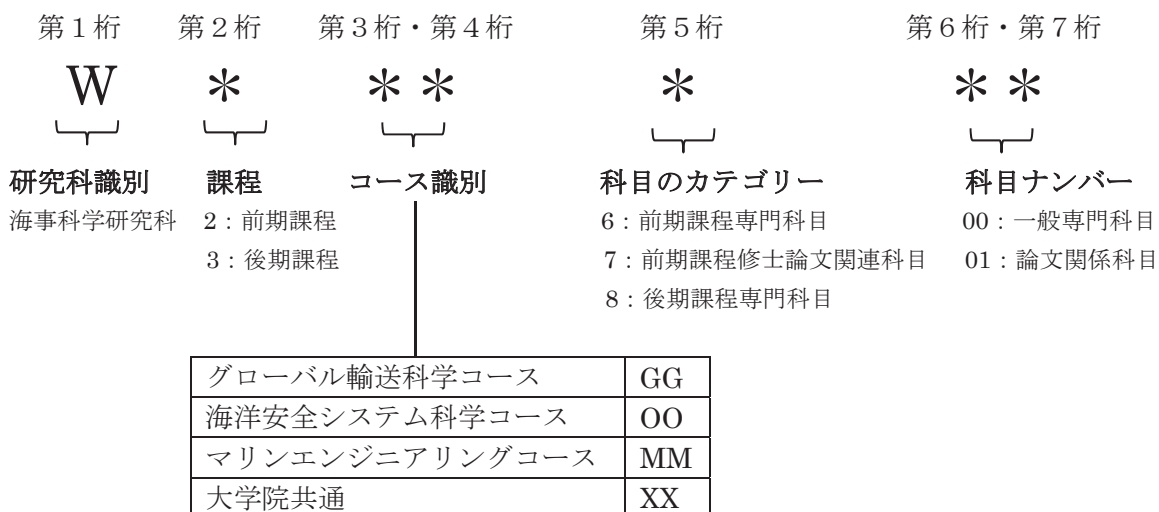 第１桁 第２桁 第３桁・第４桁 第５桁 第６桁・第７桁
W ＊ ＊＊ ＊ ＊＊
研究科識別 課程 コース識別 科目のカテゴリー 科目ナンバー
海事科学研究科 2：前期課程 6：前期課程専門科目 00：一般専門科目
3：後期課程 7：前期課程修士論文関連科目 01：論文関係科目
8：後期課程専門科目
グローバル輸送科学コース GG
海洋安全システム科学コース OO
マリンエンジニアリングコース MM
大学院共通 XX